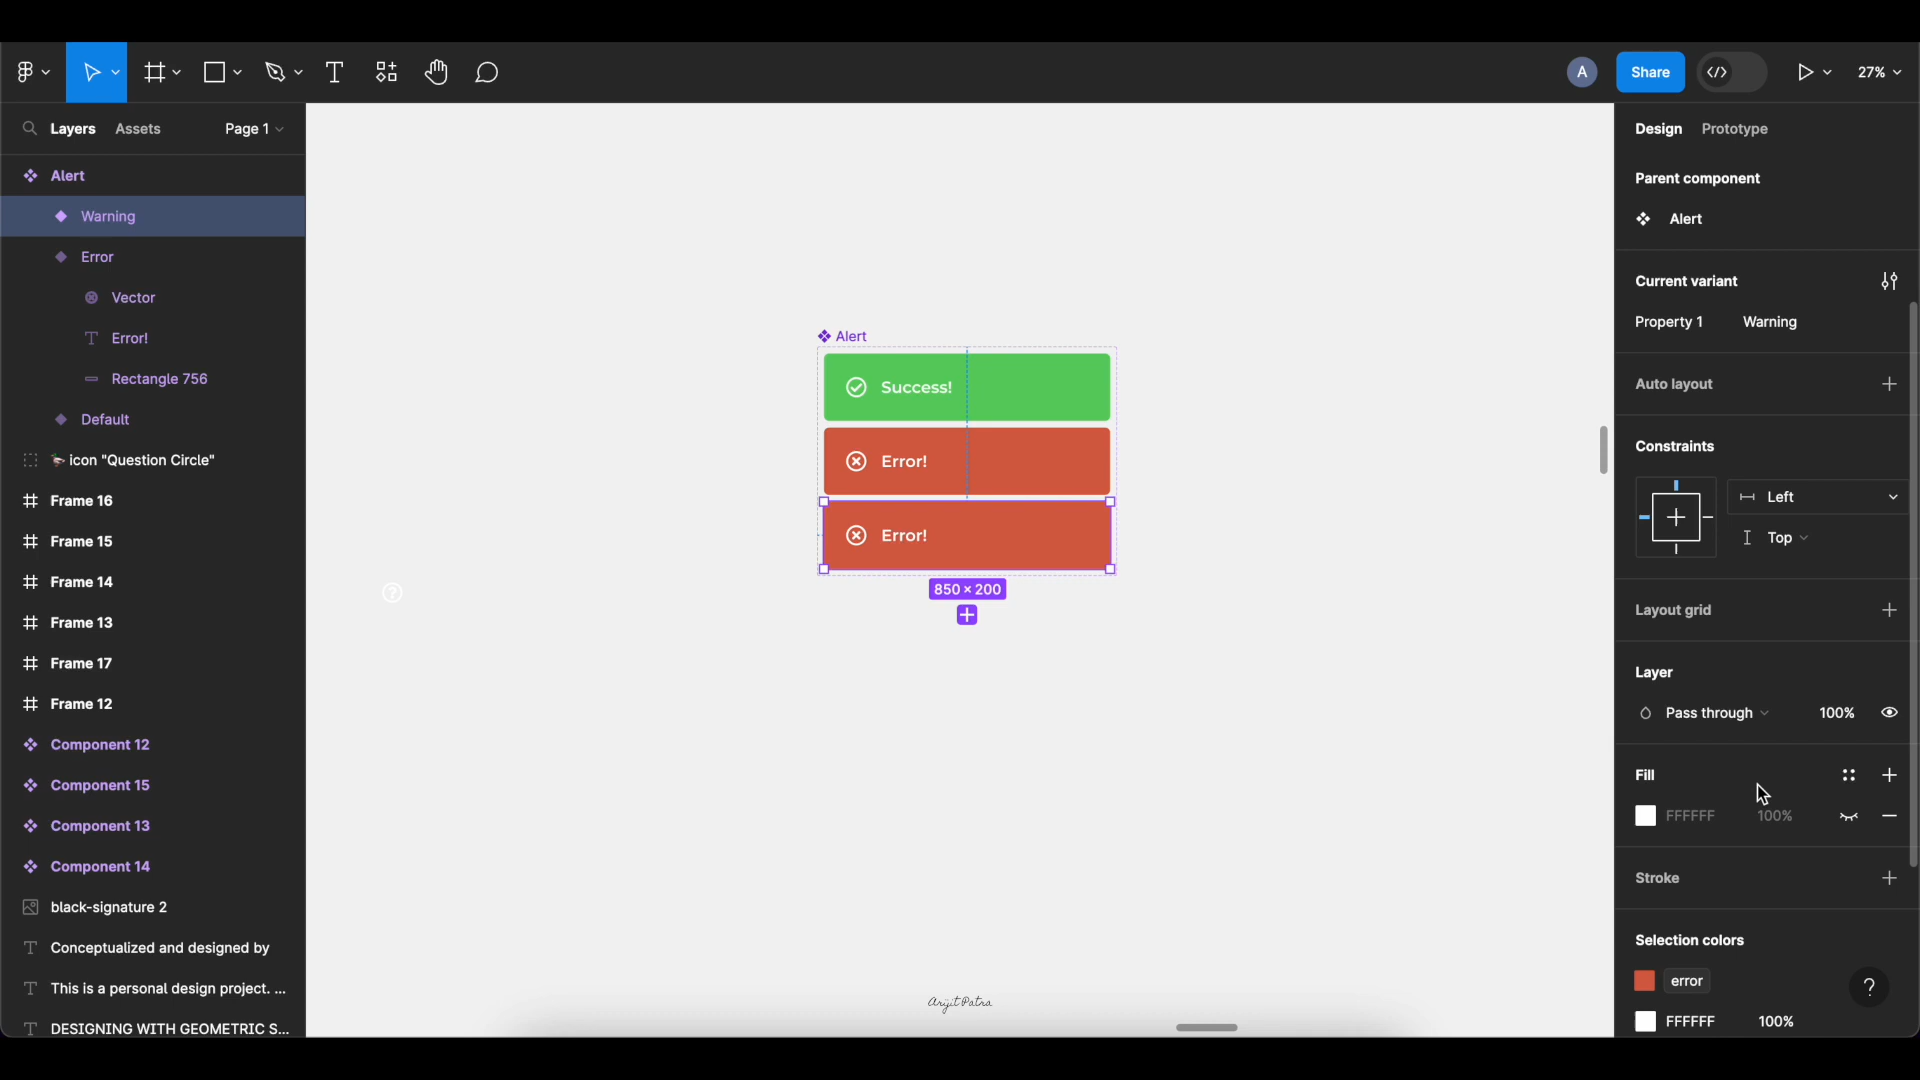 A
Share
27%
Layers
Assets
Page 1
Design
Prototype
Alert
Warning
Error
Vector
Error!
Rectangle 756
Default
icon "Question Circle"
Frame 16
Frame 15
Frame 14
Frame 13
Frame 17
Frame 12
Component 12
Component 15
Component 13
Component 14
black-signature 2
Conceptualized and designed by
This is a personal design project. ...
DESIGNING WITH GEOMETRIC S...
Alert
Success!
Error!
Error!
850 × 200
Arijit Patra
Parent component
Alert
Current variant
Property 1
Warning
Auto layout
Constraints
Left
Top
Layout grid
Layer
Pass through
100%
Fill
FFFFFF
100%
Stroke
Selection colors
error
?
FFFFFF
100%